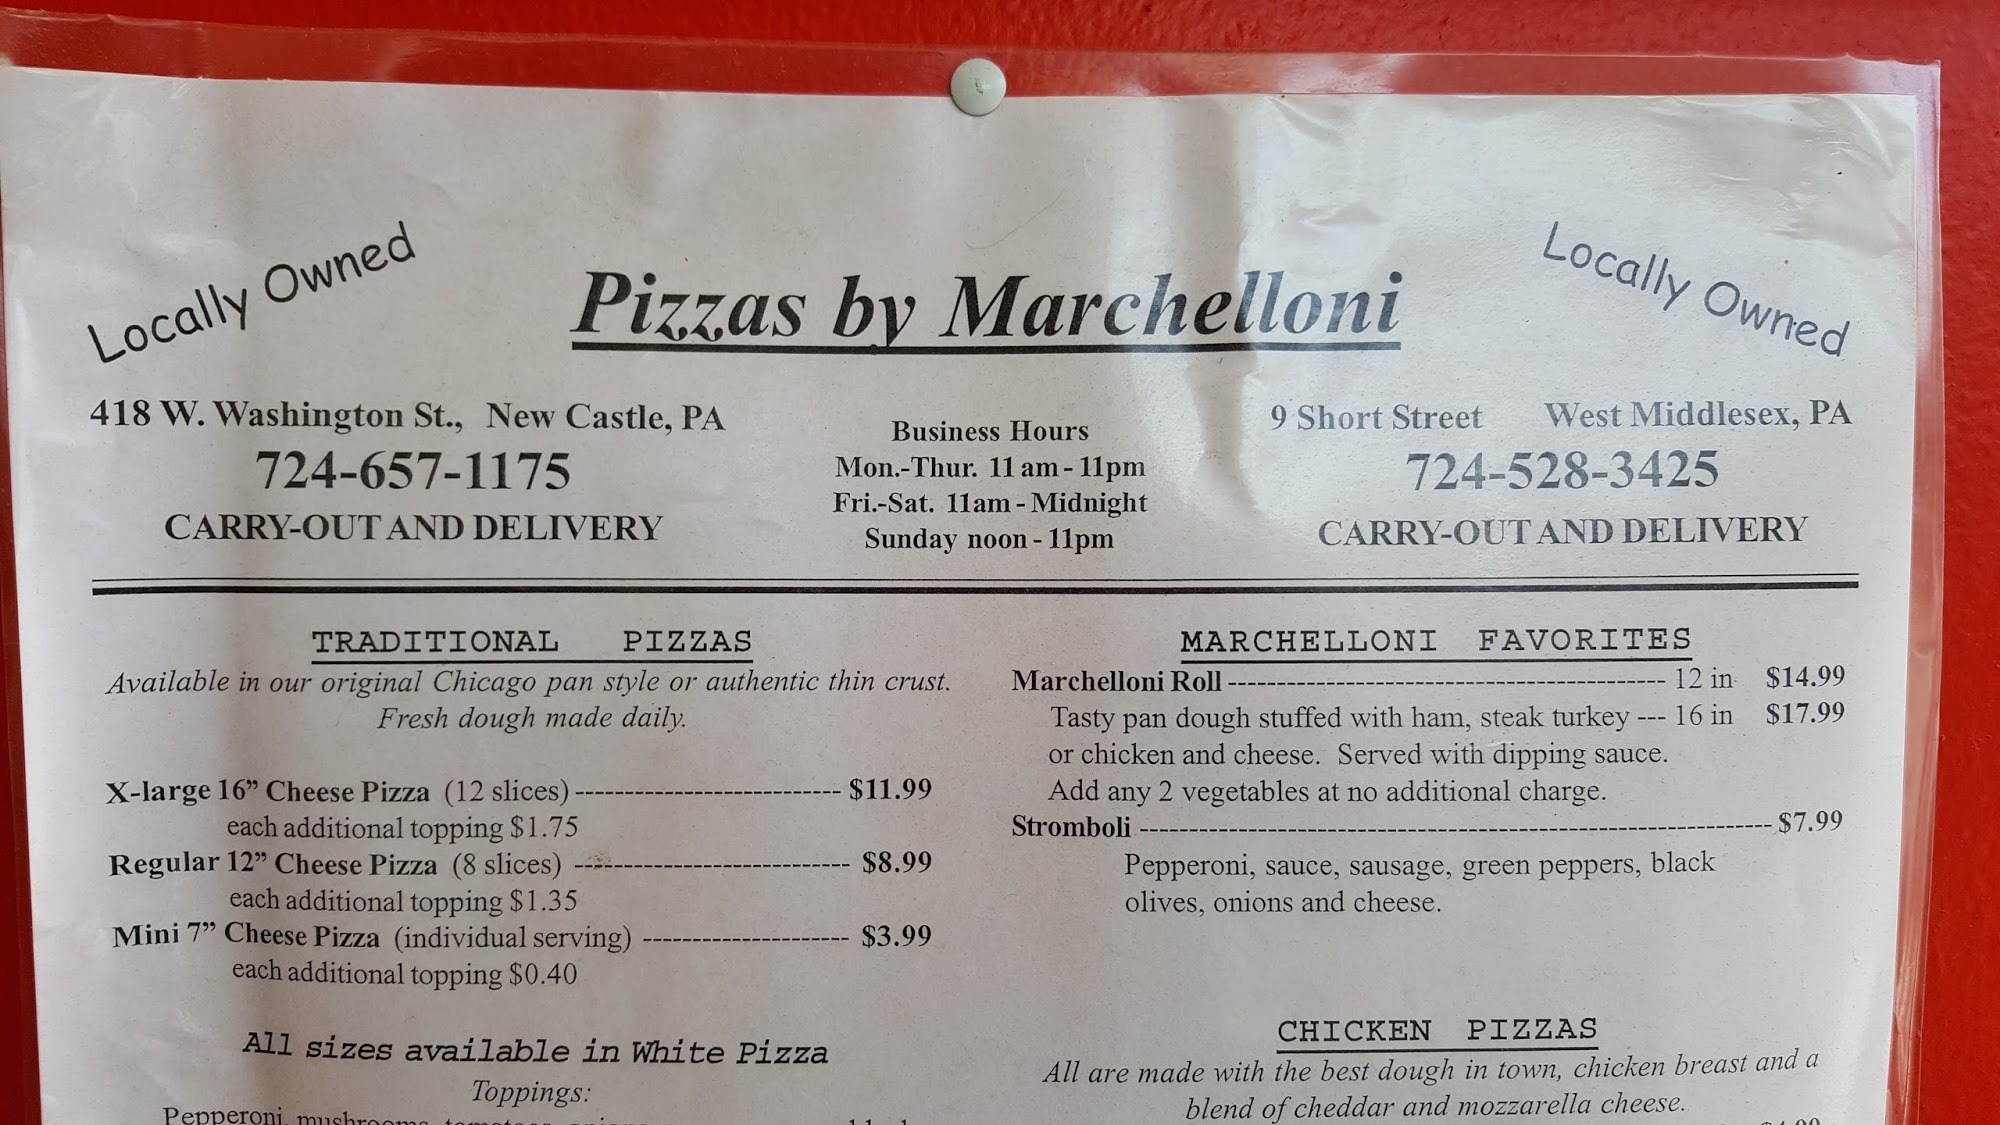 Locally Owned
Locally Owned
Pizzas by Marchelloni
418 W. Washington St., New Castle, PA
724-657-1175
CARRY-OUT AND DELIVERY
Business Hours
Mon.-Thur. 11 am - 11pm
Fri.-Sat. 11am - Midnight
Sunday noon - 11pm
9 Short Street West Middlesex, PA
724-528-3425
CARRY-OUT AND DELIVERY
TRADITIONAL PIZZAS
Available in our original Chicago pan style or authentic thin crust.
Fresh dough made daily.
X-large 16” Cheese Pizza (12 slices) --------------------------- $11.99
each additional topping $1.75
Regular 12” Cheese Pizza (8 slices) ---------------------------- $8.99
each additional topping $1.35
Mini 7” Cheese Pizza (individual serving) --------------------- $3.99
each additional topping $0.40
All sizes available in White Pizza
Toppings:
Pepperoni, mushrooms, tomatoes,
MARCHELLONI FAVORITES
Marchelloni Roll -------------------------------------------- 12 in $14.99
Tasty pan dough stuffed with ham, steak turkey --- 16 in $17.99
or chicken and cheese. Served with dipping sauce.
Add any 2 vegetables at no additional charge.
Stromboli ---------------------------------------------------------------- $7.99
Pepperoni, sauce, sausage, green peppers, black
olives, onions and cheese.
CHICKEN PIZZAS
All are made with the best dough in town, chicken breast and a
blend of cheddar and mozzarella cheese.